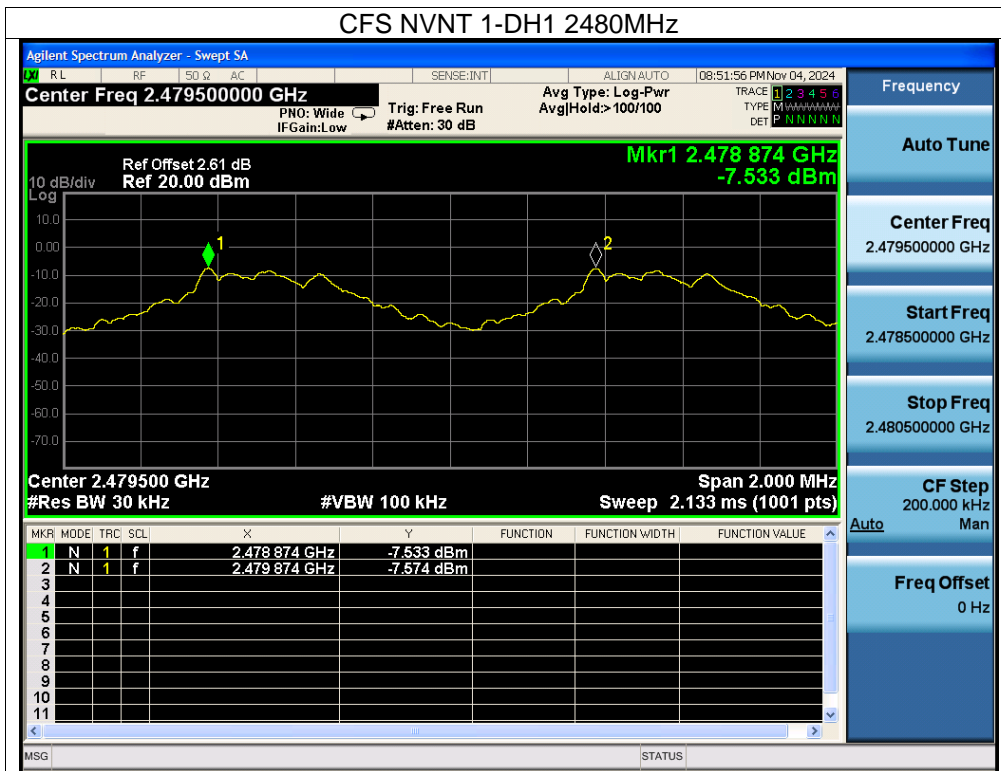 CFS NVNT 1-DH1 2480MHz
Agilent Spectrum Analyzer - Swept SA
LXI RL RF 50 Ω AC SENSE:INT ALIGN AUTO 08:51:56 PM Nov 04, 2024
Center Freq 2.479500000 GHz
PNO: Wide
IFGain:Low
Trig: Free Run
#Atten: 30 dB
Avg Type: Log-Pwr
Avg|Hold:>100/100
TRACE 1 2 3 4 5 6
TYPE M
DET P N N N N N
Mkr1 2.478 874 GHz
-7.533 dBm
Ref Offset 2.61 dB
10 dB/div Ref 20.00 dBm
Log
10.0
0.00
-10.0
-20.0
-30.0
-40.0
-50.0
-60.0
-70.0
1
2
Center 2.479500 GHz Span 2.000 MHz
#Res BW 30 kHz #VBW 100 kHz Sweep 2.133 ms (1001 pts)
MKR MODE TRC SCL X Y FUNCTION FUNCTION WIDTH FUNCTION VALUE
1 N 1 f 2.478 874 GHz -7.533 dBm
2 N 1 f 2.479 874 GHz -7.574 dBm
3
4
5
6
7
8
9
10
11
MSG STATUS
Frequency
Auto Tune
Center Freq
2.479500000 GHz
Start Freq
2.478500000 GHz
Stop Freq
2.480500000 GHz
CF Step
200.000 kHz
Auto Man
Freq Offset
0 Hz